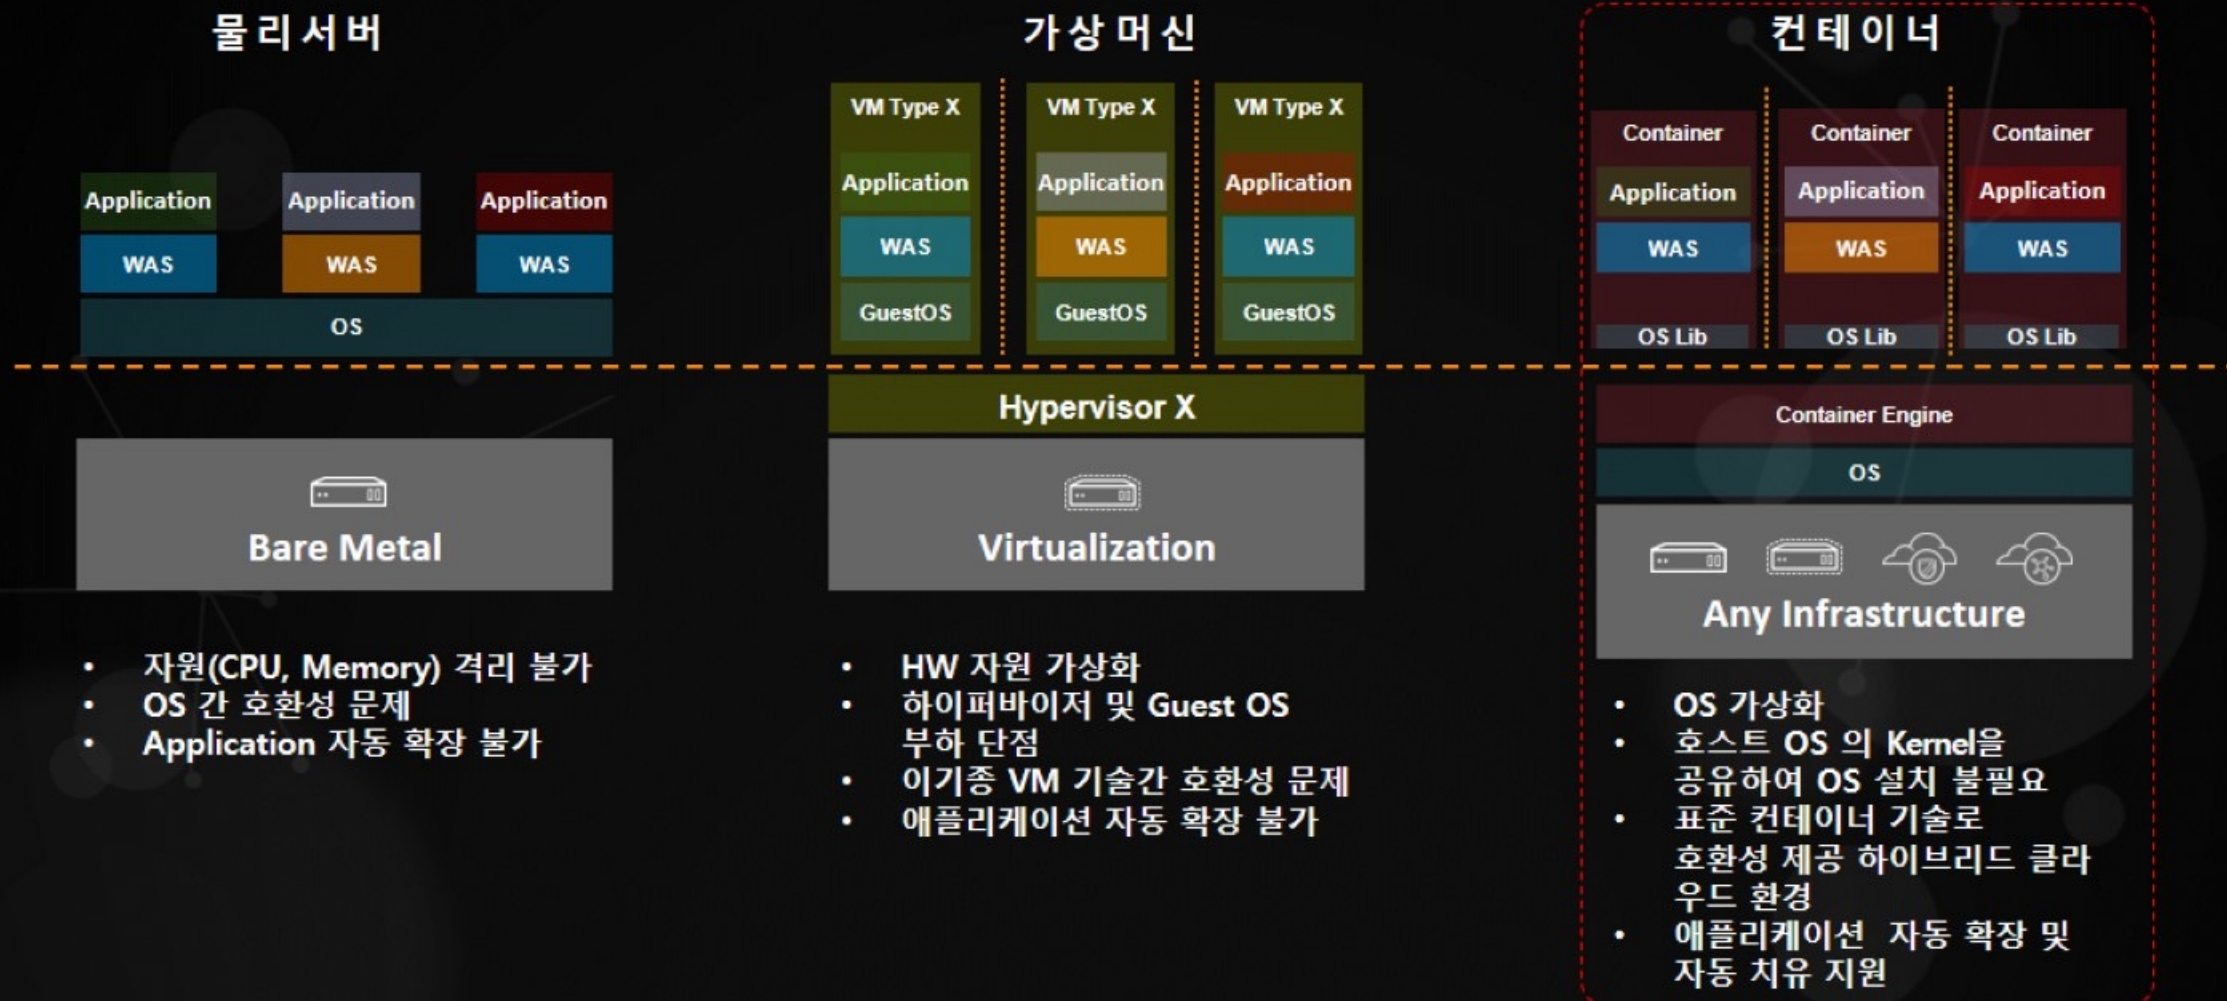 물리서버
Application Application Application
WAS WAS WAS
OS
Bare Metal
• 자원(CPU, Memory) 격리 불가
• OS 간 호환성 문제
• Application 자동 확장 불가
가상머신
VM Type X VM Type X VM Type X
Application Application Application
WAS WAS WAS
GuestOS GuestOS GuestOS
Hypervisor X
Virtualization
• HW 자원 가상화
• 하이퍼바이저 및 Guest OS
부하 단점
• 이기종 VM 기술간 호환성 문제
• 애플리케이션 자동 확장 불가
컨테이너
Container Container Container
Application Application Application
WAS WAS WAS
OS Lib OS Lib OS Lib
Container Engine
OS
Any Infrastructure
• OS 가상화
• 호스트 OS 의 Kernel을
공유하여 OS 설치 불필요
• 표준 컨테이너 기술로
호환성 제공 하이브리드 클라
우드 환경
• 애플리케이션 자동 확장 및
자동 치유 지원